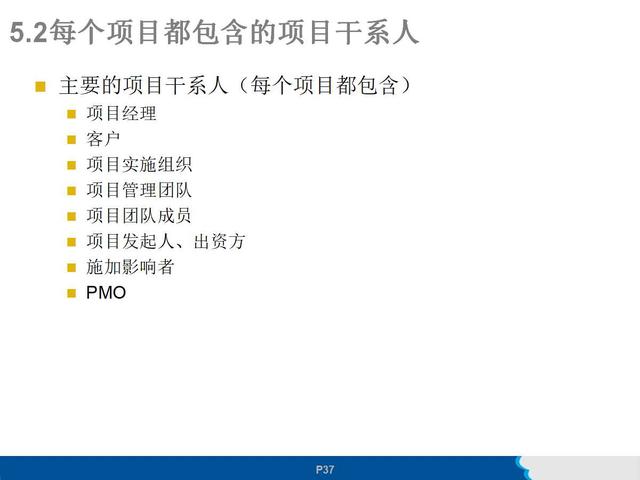 5.2每个项目都包含的项目干系人
主要的项目干系人（每个项目都包含）
项目经理
客户
项目实施组织
项目管理团队
项目团队成员
项目发起人、出资方
施加影响者
PMO
P37